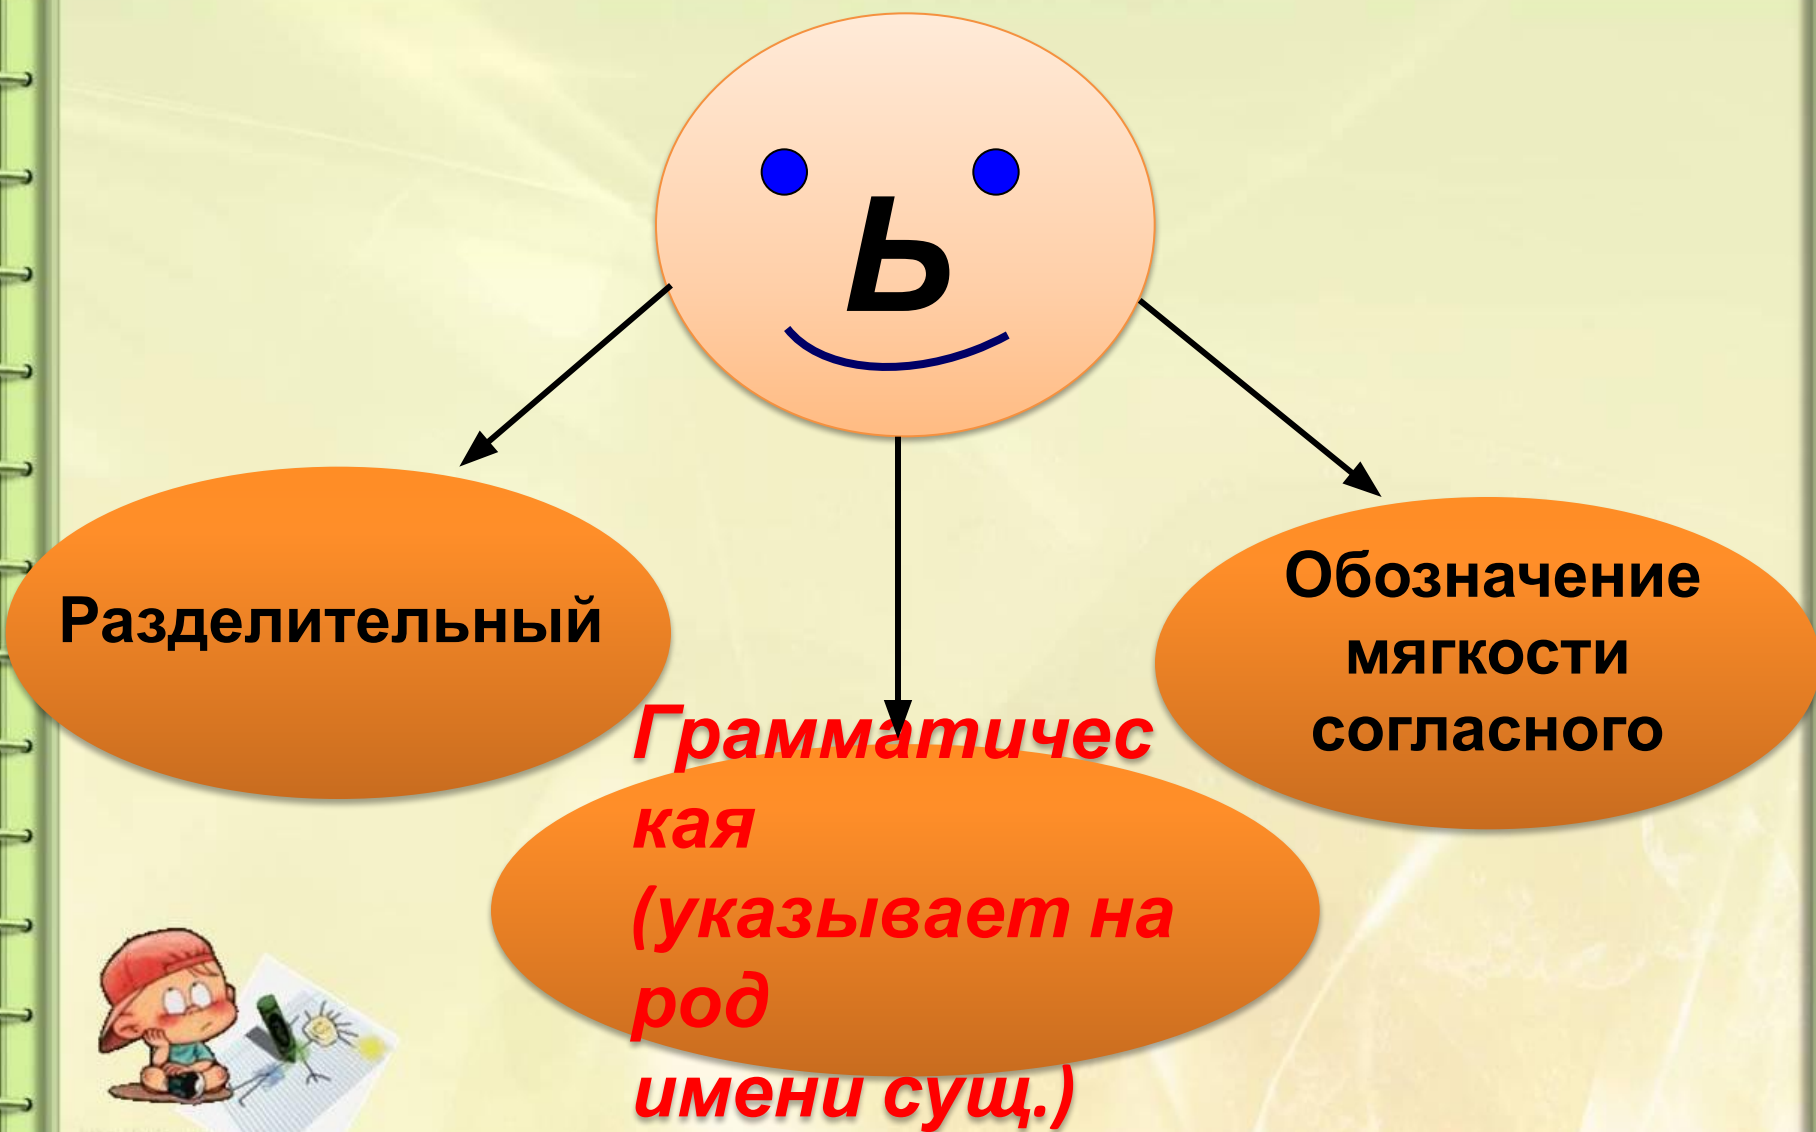 Ь
Разделительный
Обозначение
мягкости
согласного
Грамматичес
кая
(указывает на
род
имени сущ.)